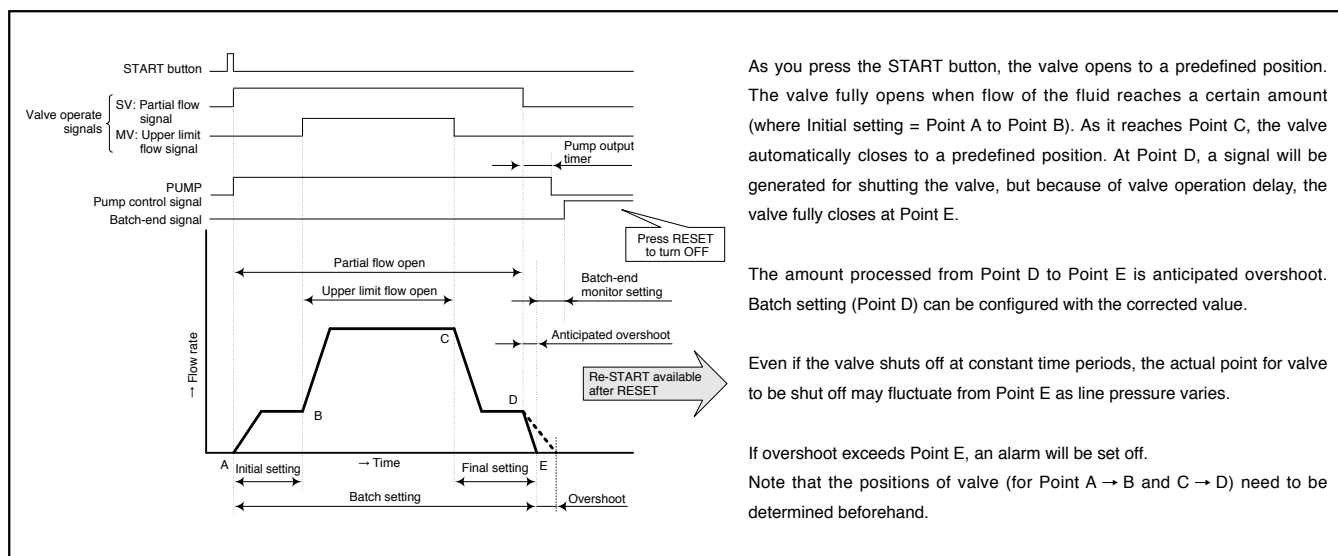 START button
Valve operate
signals
SV: Partial flow
signal
MV: Upper limit
flow signal
Pump output
timer
PUMP
Pump control signal
Batch-end signal
Press RESET
to turn OFF
Partial flow open
Batch-end
monitor setting
Upper limit flow open
Anticipated overshoot
→ Flow rate
C
D
B
A
E
→ Time
Initial setting
Final setting
Batch setting
Overshoot
Re-START available
after RESET
As you press the START button, the valve opens to a predefined position.
The valve fully opens when flow of the fluid reaches a certain amount
(where Initial setting = Point A to Point B). As it reaches Point C, the valve
automatically closes to a predefined position. At Point D, a signal will be
generated for shutting the valve, but because of valve operation delay, the
valve fully closes at Point E.
The amount processed from Point D to Point E is anticipated overshoot.
Batch setting (Point D) can be configured with the corrected value.
Even if the valve shuts off at constant time periods, the actual point for valve
to be shut off may fluctuate from Point E as line pressure varies.
If overshoot exceeds Point E, an alarm will be set off.
Note that the positions of valve (for Point A → B and C → D) need to be
determined beforehand.